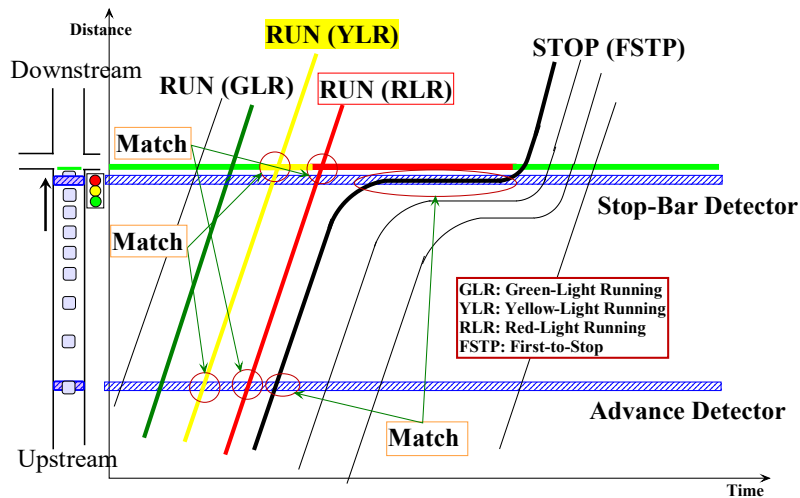 Distance
RUN (YLR)
STOP (FSTP)
Downstream
RUN (GLR)
RUN (RLR)
Match
Stop-Bar Detector
Match
GLR: Green-Light Running
YLR: Yellow-Light Running
RLR: Red-Light Running
FSTP: First-to-Stop
Advance Detector
Match
Upstream
Time